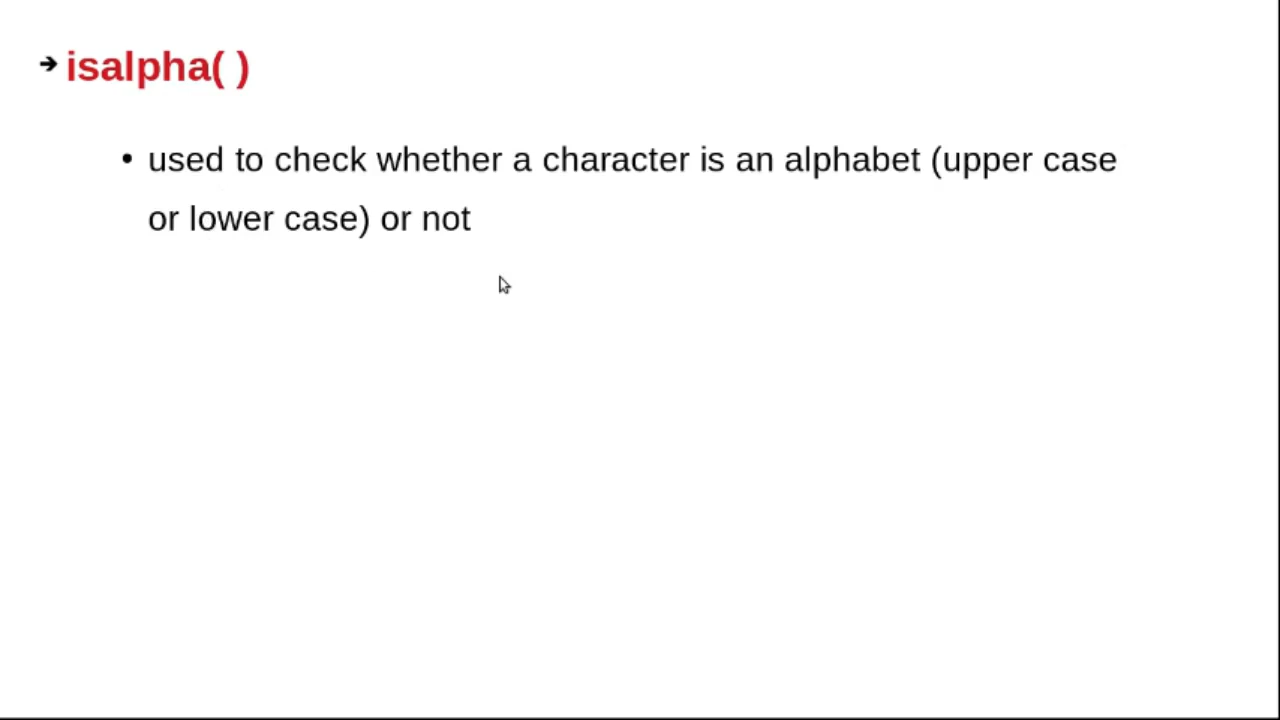 ➔ isalpha( )
• used to check whether a character is an alphabet (upper case
or lower case) or not